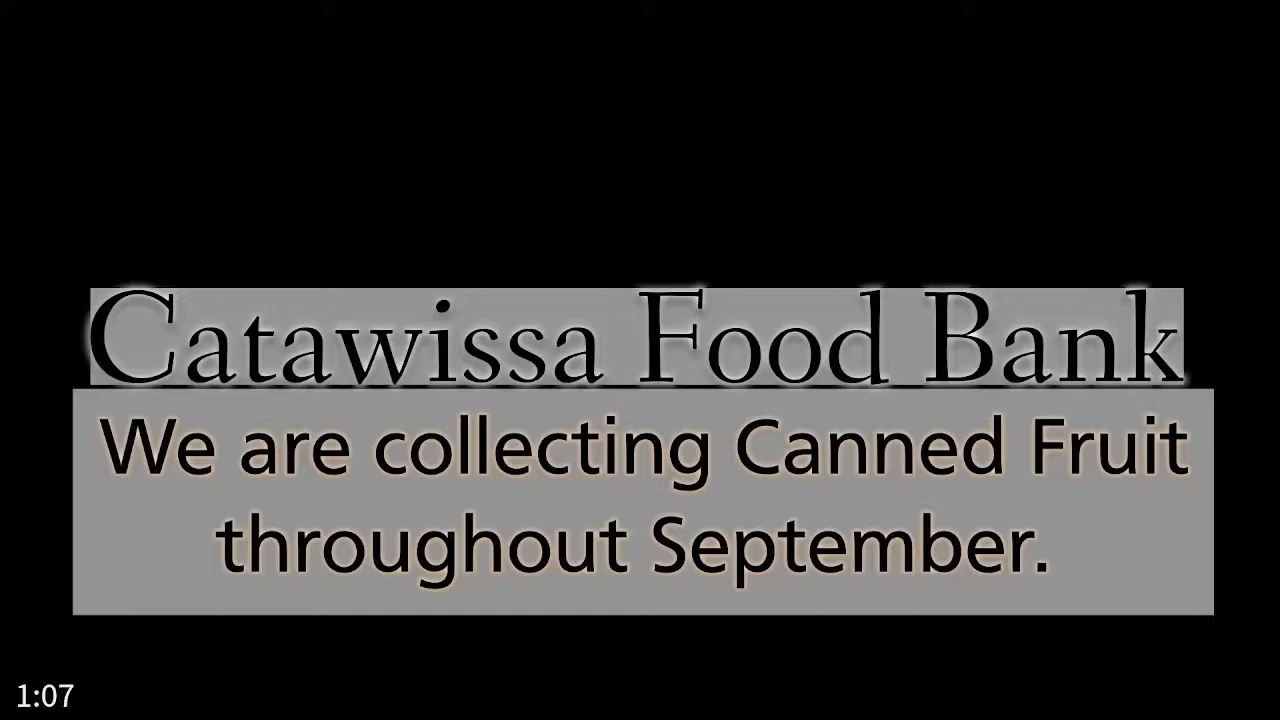 Catawissa Food Bank
We are collecting Canned Fruit
throughout September.
1:07